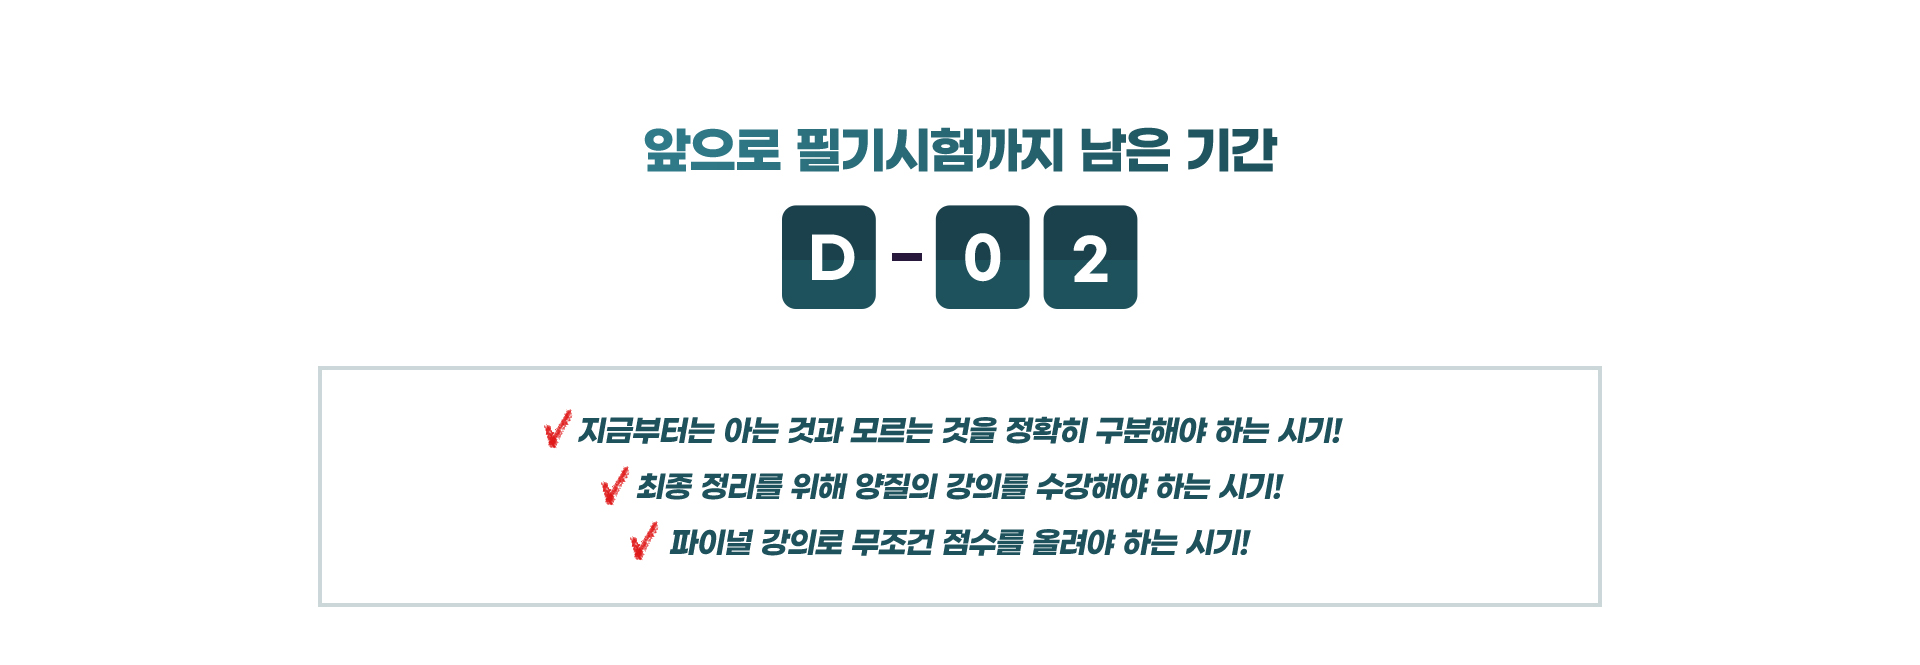 앞으로 필기시험까지 남은 기간
D - 0 2
지금부터는 아는 것과 모르는 것을 정확히 구분해야 하는 시기!
최종 정리를 위해 양질의 강의를 수강해야 하는 시기!
파이널 강의로 무조건 점수를 올려야 하는 시기!